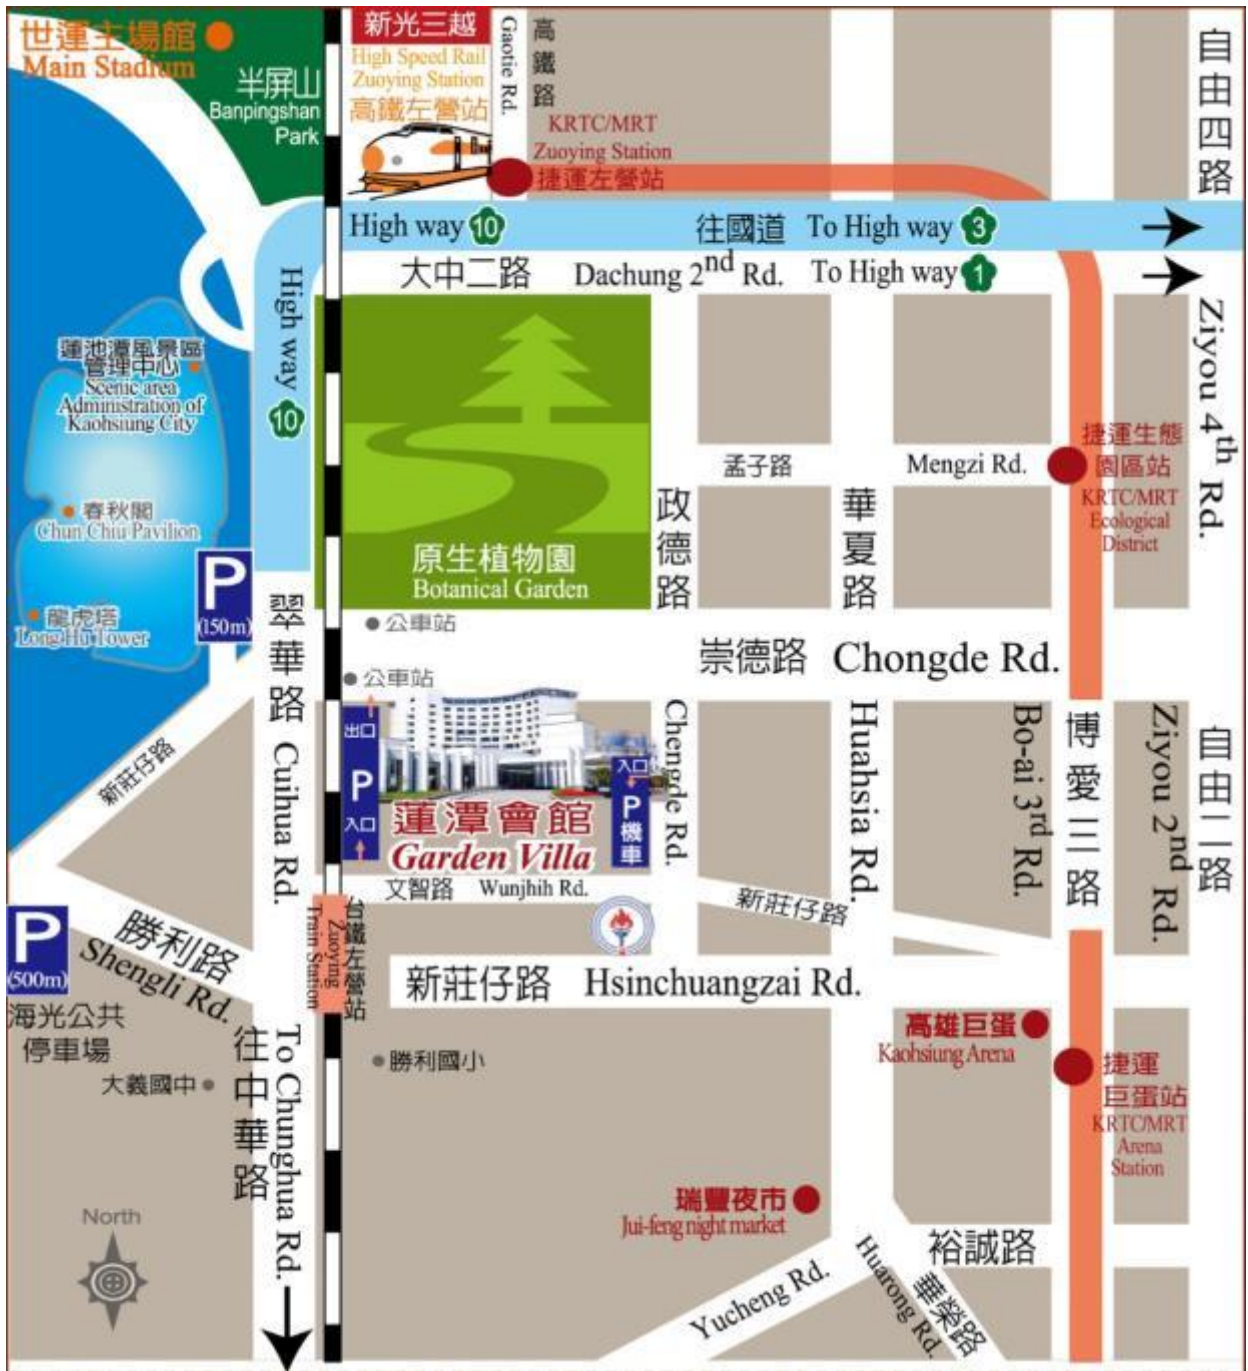 世運主場館
Main Stadium
半屏山
Banpingshan
Park
新光三越
High Speed Rail
Zuoying Station
高鐵左營站
Gaotie Rd.
高鐵路
KRTC/MRT
Zuoying Station
捷運左營站
自由四路
High way 10
往國道 To High way 3
大中二路 Dachung 2nd Rd. To High way 1
High way 10
Ziyou 4th Rd.
蓮池潭風景區
管理中心
Scenic area
Administration of
Kaohsiung City
春秋閣
Chun Chiu Pavilion
龍虎塔
Long Hu Tower
P
(150m)
原生植物園
Botanical Garden
孟子路 Mengzi Rd.
捷運生態
園區站
KRTC/MRT
Ecological
District
政德路
華夏路
公車站
公車站
崇德路 Chongde Rd.
翠華路 Cuihua Rd.
新莊仔路
出口
P
入口
蓮潭會館
Garden Villa
入口
P
機車
Chengde Rd.
Huahsia Rd.
Bo-ai 3rd Rd.
博愛三路
Ziyou 2nd Rd.
自由二路
文智路 Wunjhih Rd.
新莊仔路
P
(500m)
海光公共
停車場
勝利路
Shengli Rd.
Zuoying
Train Station
台鐵左營站
新莊仔路 Hsinchuangzai Rd.
大義國中
往中華路
To Chunghua Rd.
勝利國小
高雄巨蛋
Kaohsiung Arena
捷運
巨蛋站
KRTC/MRT
Arena
Station
瑞豐夜市
Jui-feng night market
裕誠路
Yucheng Rd.
Huarong Rd.
華榮路
North